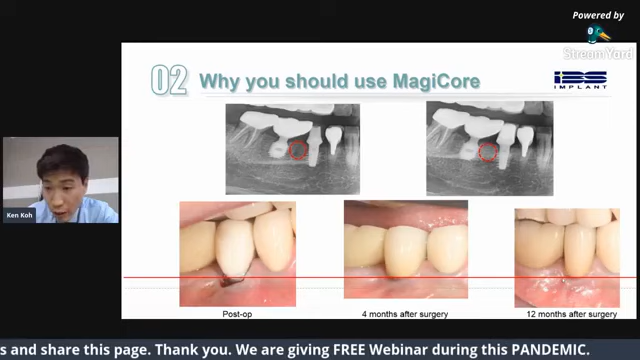 Powered by
StreamYard
02 Why you should use MagiCore
IBS
IMPLANT
Ken Koh
Post-op
4 months after surgery
12 months after surgery
s and share this page. Thank you. We are giving FREE Webinar during this PANDEMIC.